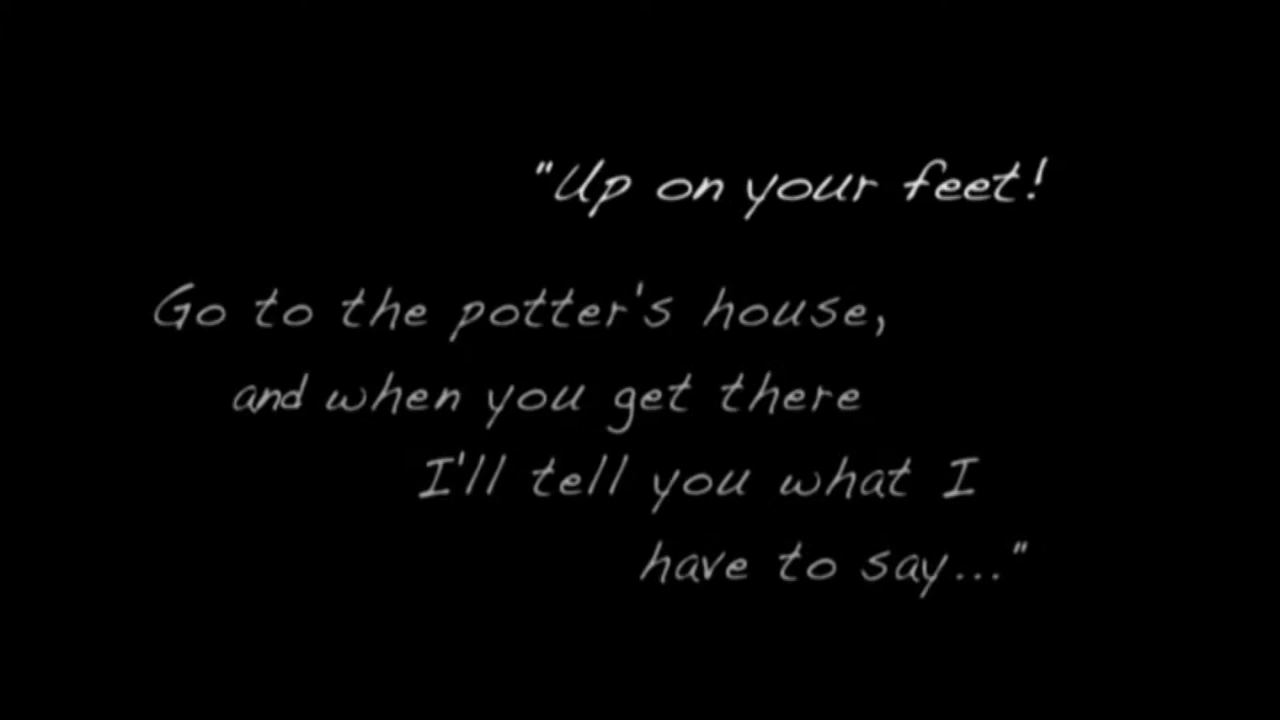 "Up on your feet!
Go to the potter's house,
and when you get there
I'll tell you what I
have to say..."